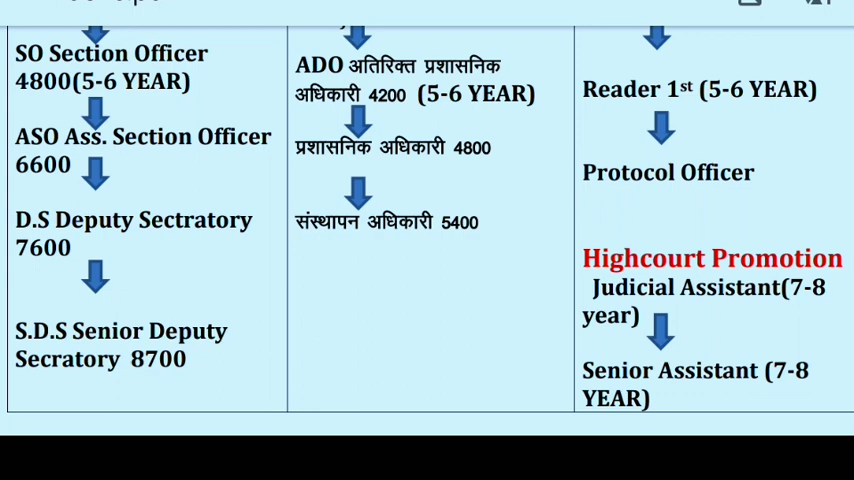 SO Section Officer
4800(5-6 YEAR)
ASO Ass. Section Officer
6600
D.S Deputy Sectratory
7600
S.D.S Senior Deputy
Secratory 8700
ADO अतिरिक्त प्रशासनिक
अधिकारी 4200 (5-6 YEAR)
प्रशासनिक अधिकारी 4800
संस्थापन अधिकारी 5400
Reader 1st (5-6 YEAR)
Protocol Officer
Highcourt Promotion
Judicial Assistant(7-8
year)
Senior Assistant (7-8
YEAR)